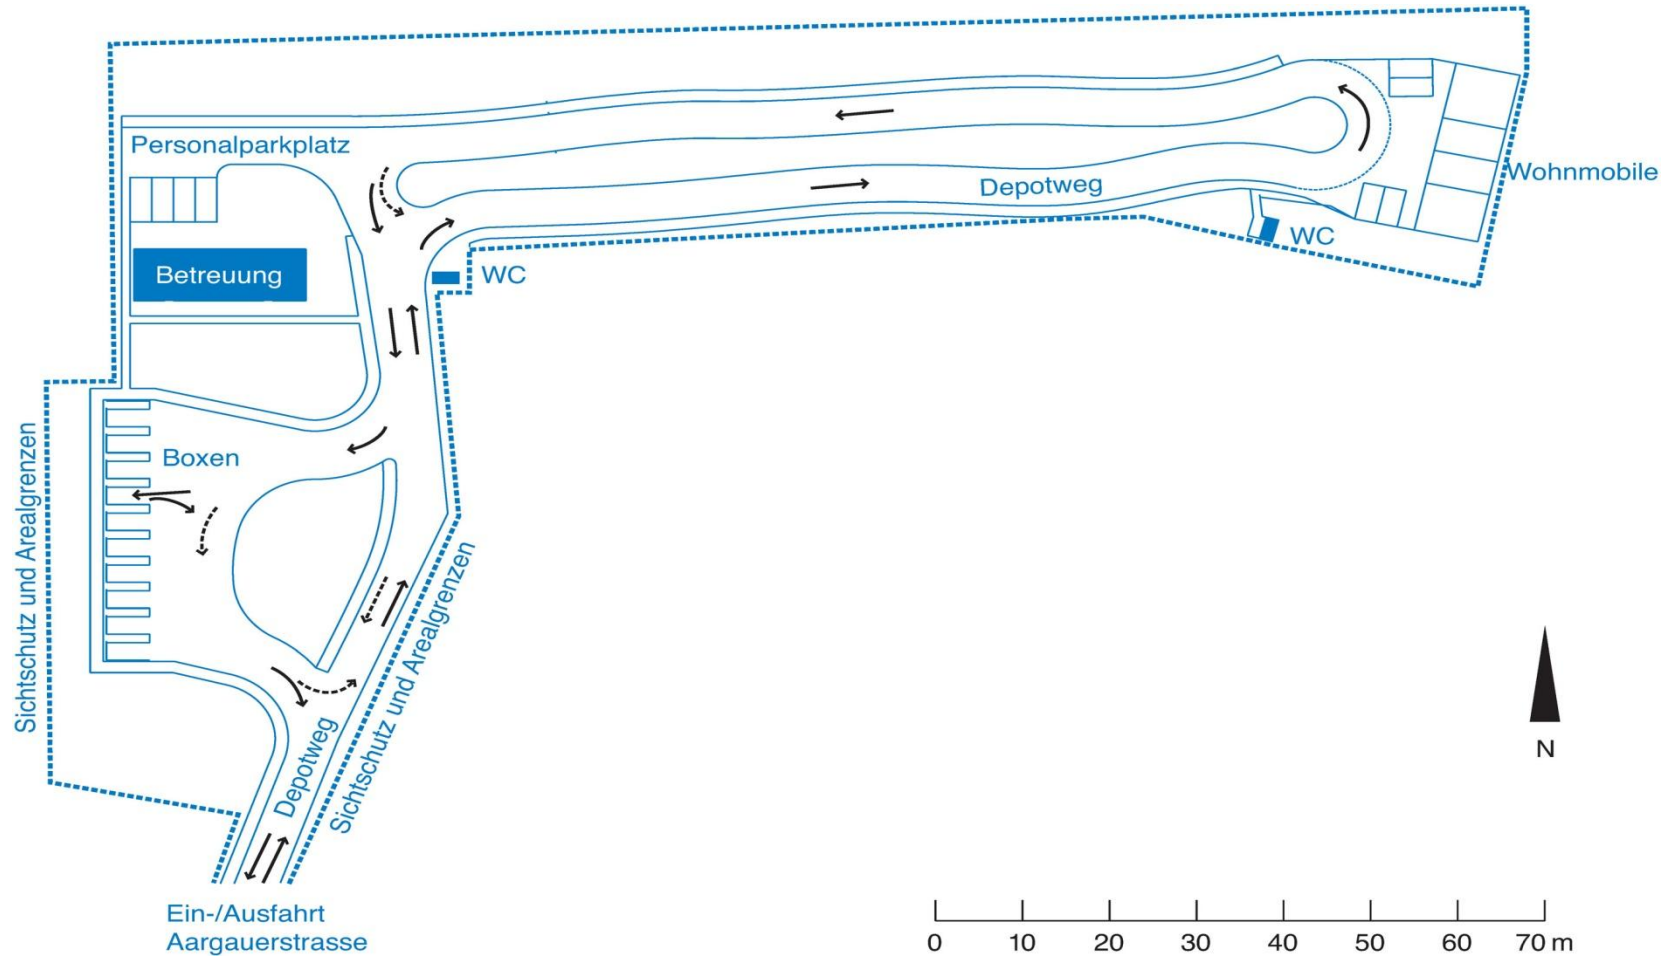 Personalparkplatz
Depotweg
Wohnmobile
WC
Betreuung
WC
Boxen
Sichtschutz und Arealgrenzen
Sichtschutz und Arealgrenzen
Depotweg
N
Ein-/Ausfahrt
Aargauerstrasse
0 10 20 30 40 50 60 70 m